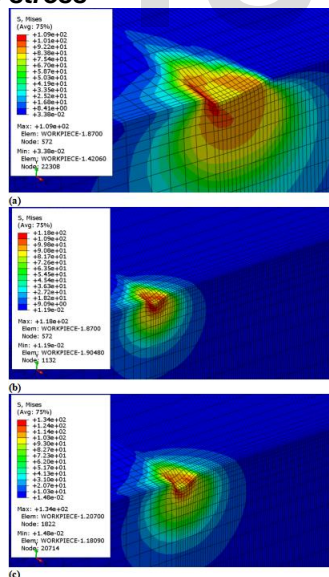 stress
S, Mises
(Avg: 75%)
+1.09e+02
+1.01e+02
+9.22e+01
+8.38e+01
+7.54e+01
+6.70e+01
+5.87e+01
+5.03e+01
+4.19e+01
+3.35e+01
+2.52e+01
+1.68e+01
+8.41e+00
+3.38e-02
Max: +1.09e+02
Elem: WORKPIECE-1.8700
Node: 572
Min: +3.38e-02
Elem: WORKPIECE-1.42060
Node: 22308
(a)
S, Mises
(Avg: 75%)
+1.18e+02
+1.09e+02
+9.98e+01
+9.08e+01
+8.17e+01
+7.26e+01
+6.35e+01
+5.45e+01
+4.54e+01
+3.63e+01
+2.72e+01
+1.82e+01
+9.09e+00
+1.19e-02
Max: +1.18e+02
Elem: WORKPIECE-1.8700
Node: 572
Min: +1.19e-02
Elem: WORKPIECE-1.90480
Node: 1132
(b)
S, Mises
(Avg: 75%)
+1.34e+02
+1.24e+02
+1.14e+02
+1.03e+02
+9.30e+01
+8.27e+01
+7.23e+01
+6.20e+01
+5.17e+01
+4.13e+01
+3.10e+01
+2.07e+01
+1.03e+01
+1.48e-02
Max: +1.34e+02
Elem: WORKPIECE-1.20700
Node: 1822
Min: +1.48e-02
Elem: WORKPIECE-1.18090
Node: 20714
(c)